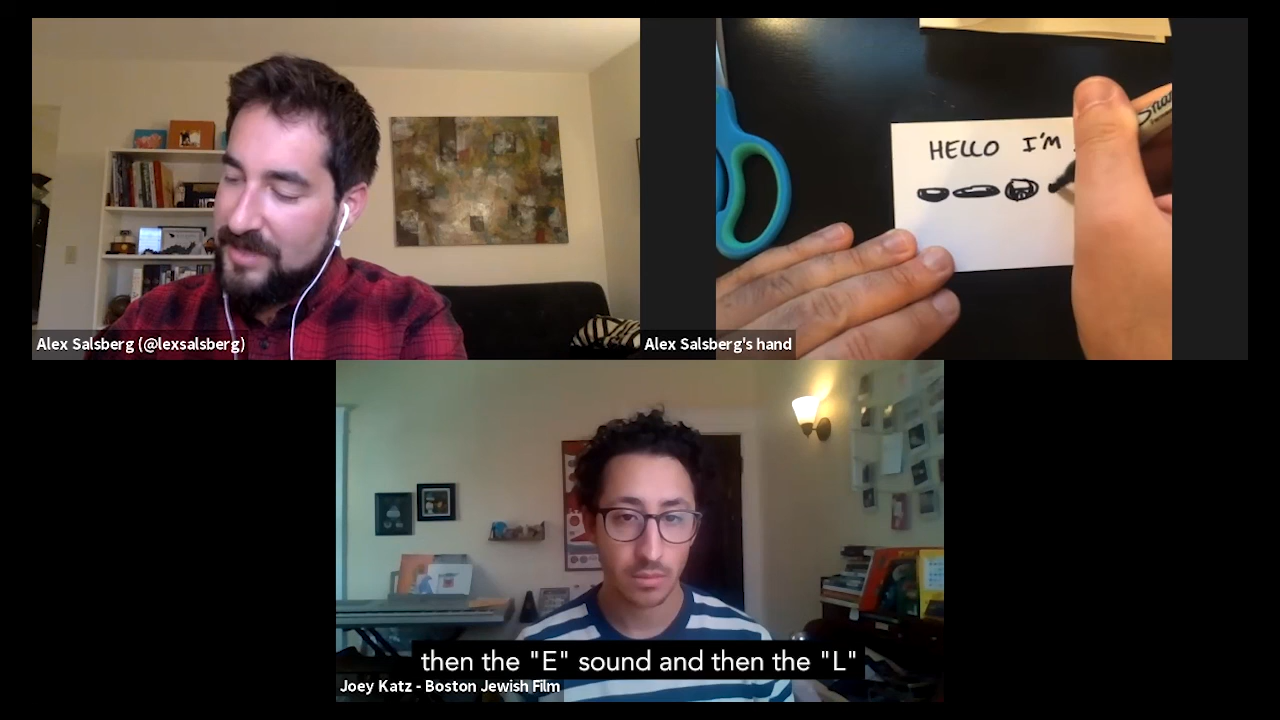 HELLO I'M
Alex Salsberg (@lexsalsberg)
Alex Salsberg's hand
then the "E" sound and then the "L"
Joey Katz - Boston Jewish Film